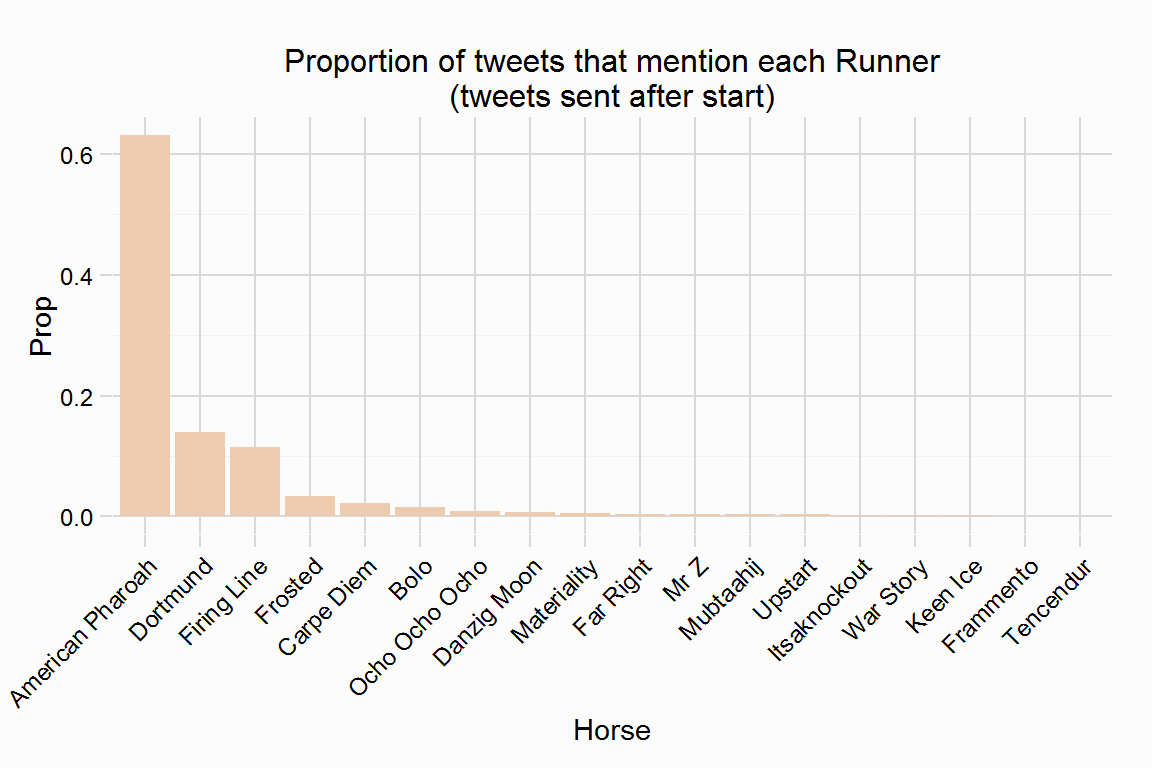 Proportion of tweets that mention each Runner
(tweets sent after start)
Prop
0.6
0.4
0.2
0.0
American Pharoah
Dortmund
Firing Line
Frosted
Carpe Diem
Bolo
Ocho Ocho Ocho
Danzig Moon
Materiality
Far Right
Mr Z
Mubtaahij
Upstart
Itsaknockout
War Story
Keen Ice
Frammento
Tencendur
Horse